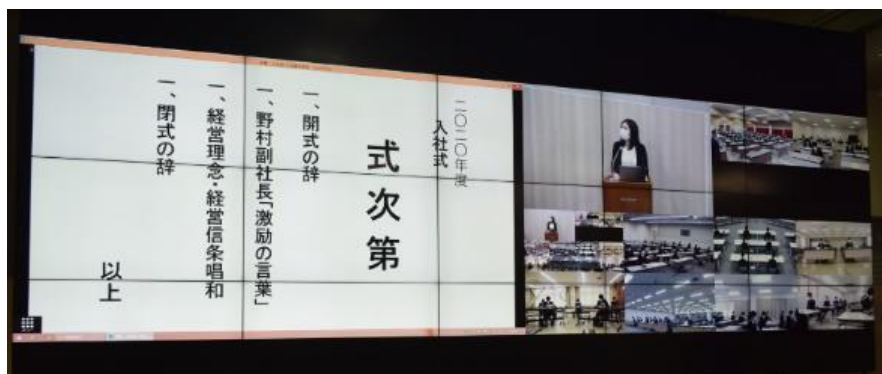 二〇二〇年度
入社式
式次第
一、開式の辞
一、野村副社長「激励の言葉」
一、経営理念・経営信条唱和
一、閉式の辞
以上